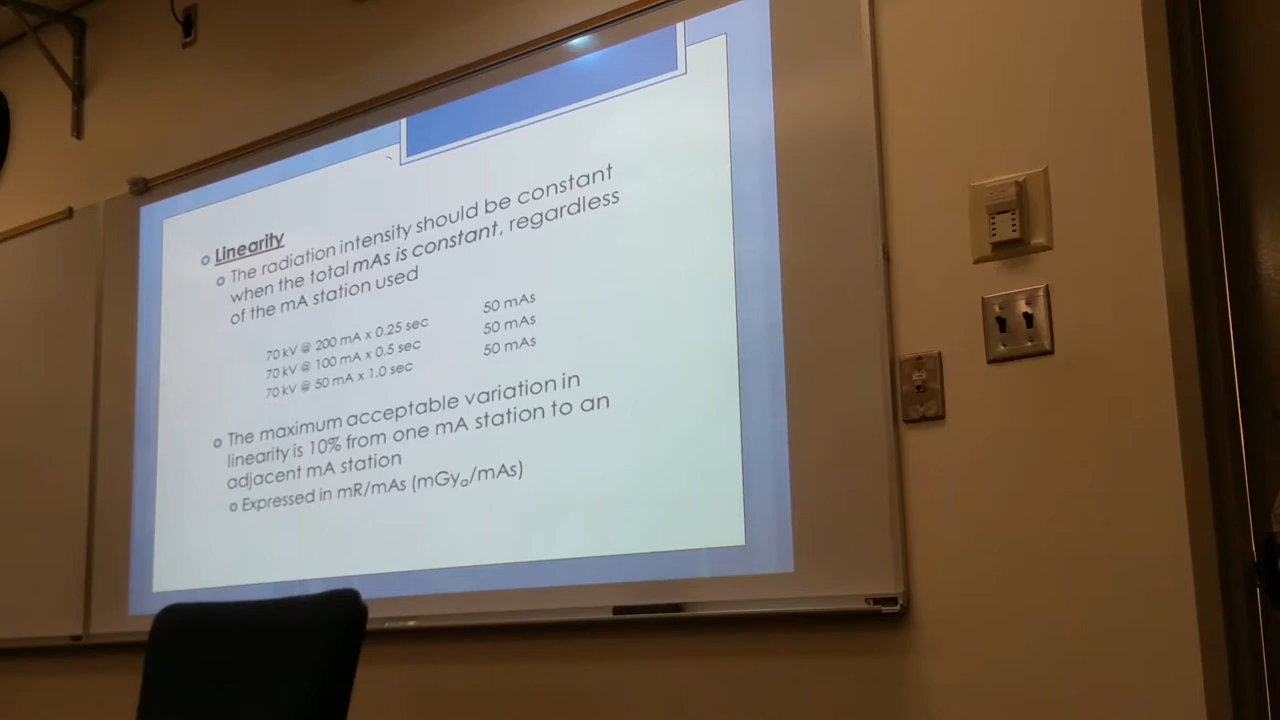 Linearity
The radiation intensity should be constant
when the total mAs is constant, regardless
of the mA station used
70 kV @ 200 mA x 0.25 sec 50 mAs
70 kV @ 100 mA x 0.5 sec 50 mAs
70 kV @ 50 mA x 1.0 sec 50 mAs
The maximum acceptable variation in
linearity is 10% from one mA station to an
adjacent mA station
Expressed in mR/mAs (mGyₐ/mAs)